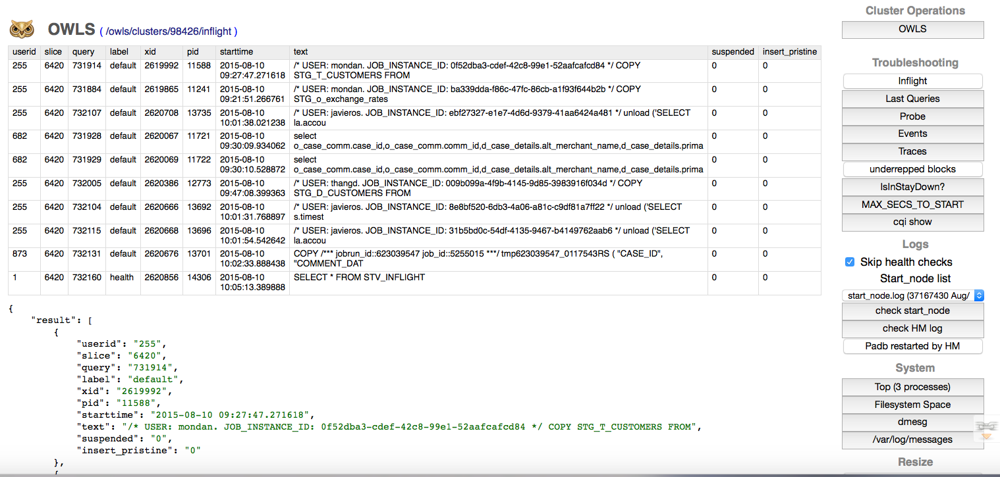 OWLS ( /owls/clusters/98426/inflight )
userid slice query label xid pid starttime text suspended insert_pristine
255 6420 731914 default 2619992 11588 2015-08-10 /* USER: mondan. JOB_INSTANCE_ID: 0f52dba3-cdef-42c8-99e1-52aafcafcd84 */ COPY 0 0
09:27:47.271618 STG_T_CUSTOMERS FROM
255 6420 731884 default 2619865 11241 2015-08-10 /* USER: mondan. JOB_INSTANCE_ID: ba339dda-f86c-47fc-86cb-a1f93f644b2b */ COPY 0 0
09:21:51.266761 STG_o_exchange_rates
255 6420 732107 default 2620708 13735 2015-08-10 /* USER: javieros. JOB_INSTANCE_ID: ebf27327-e1e7-4d6d-9379-41aa6424a481 */ unload ('SELECT 0 0
10:01:38.021238 la.accou
682 6420 731928 default 2620067 11721 2015-08-10 select 0 0
09:30:09.934062 o_case_comm.case_id,o_case_comm.comm_id,d_case_details.alt_merchant_name,d_case_details.prima
682 6420 731929 default 2620069 11722 2015-08-10 select 0 0
09:30:10.528872 o_case_comm.case_id,o_case_comm.comm_id,d_case_details.alt_merchant_name,d_case_details.prima
255 6420 732005 default 2620386 12773 2015-08-10 /* USER: thangd. JOB_INSTANCE_ID: 009b099a-4f9b-4145-9d85-3983916f034d */ COPY 0 0
09:47:08.399363 STG_D_CUSTOMERS FROM
255 6420 732104 default 2620666 13692 2015-08-10 /* USER: javieros. JOB_INSTANCE_ID: 8e8bf520-6db3-4a06-a81c-c9df81a7ff22 */ unload ('SELECT 0 0
10:01:31.768897 s.timest
255 6420 732115 default 2620668 13696 2015-08-10 /* USER: javieros. JOB_INSTANCE_ID: 31b5bd0c-54df-4135-9467-b4149762aab6 */ unload ('SELECT 0 0
10:01:54.542642 la.accou
873 6420 732131 default 2620676 13701 2015-08-10 COPY /*** jobrun_id::623039547 job_id::5255015 ***/ tmp623039547_0117543RS ( "CASE_ID", 0 0
10:02:33.888438 "COMMENT_DAT
1 6420 732160 health 2620856 14306 2015-08-10 SELECT * FROM STV_INFLIGHT 0 0
10:05:13.389888
{
"result": [
{
"userid": "255",
"slice": "6420",
"query": "731914",
"label": "default",
"xid": "2619992",
"pid": "11588",
"starttime": "2015-08-10 09:27:47.271618",
"text": "/* USER: mondan. JOB_INSTANCE_ID: 0f52dba3-cdef-42c8-99e1-52aafcafcd84 */ COPY STG_T_CUSTOMERS FROM",
"suspended": "0",
"insert_pristine": "0"
},
Cluster Operations
OWLS
Troubleshooting
Inflight
Last Queries
Probe
Events
Traces
underrepped blocks
IsInStayDown?
MAX_SECS_TO_START
cqi show
Logs
Skip health checks
Start_node list
start_node.log (37167430 Aug/
check start_node
check HM log
Padb restarted by HM
System
Top (3 processes)
Filesystem Space
dmesg
/var/log/messages
Resize